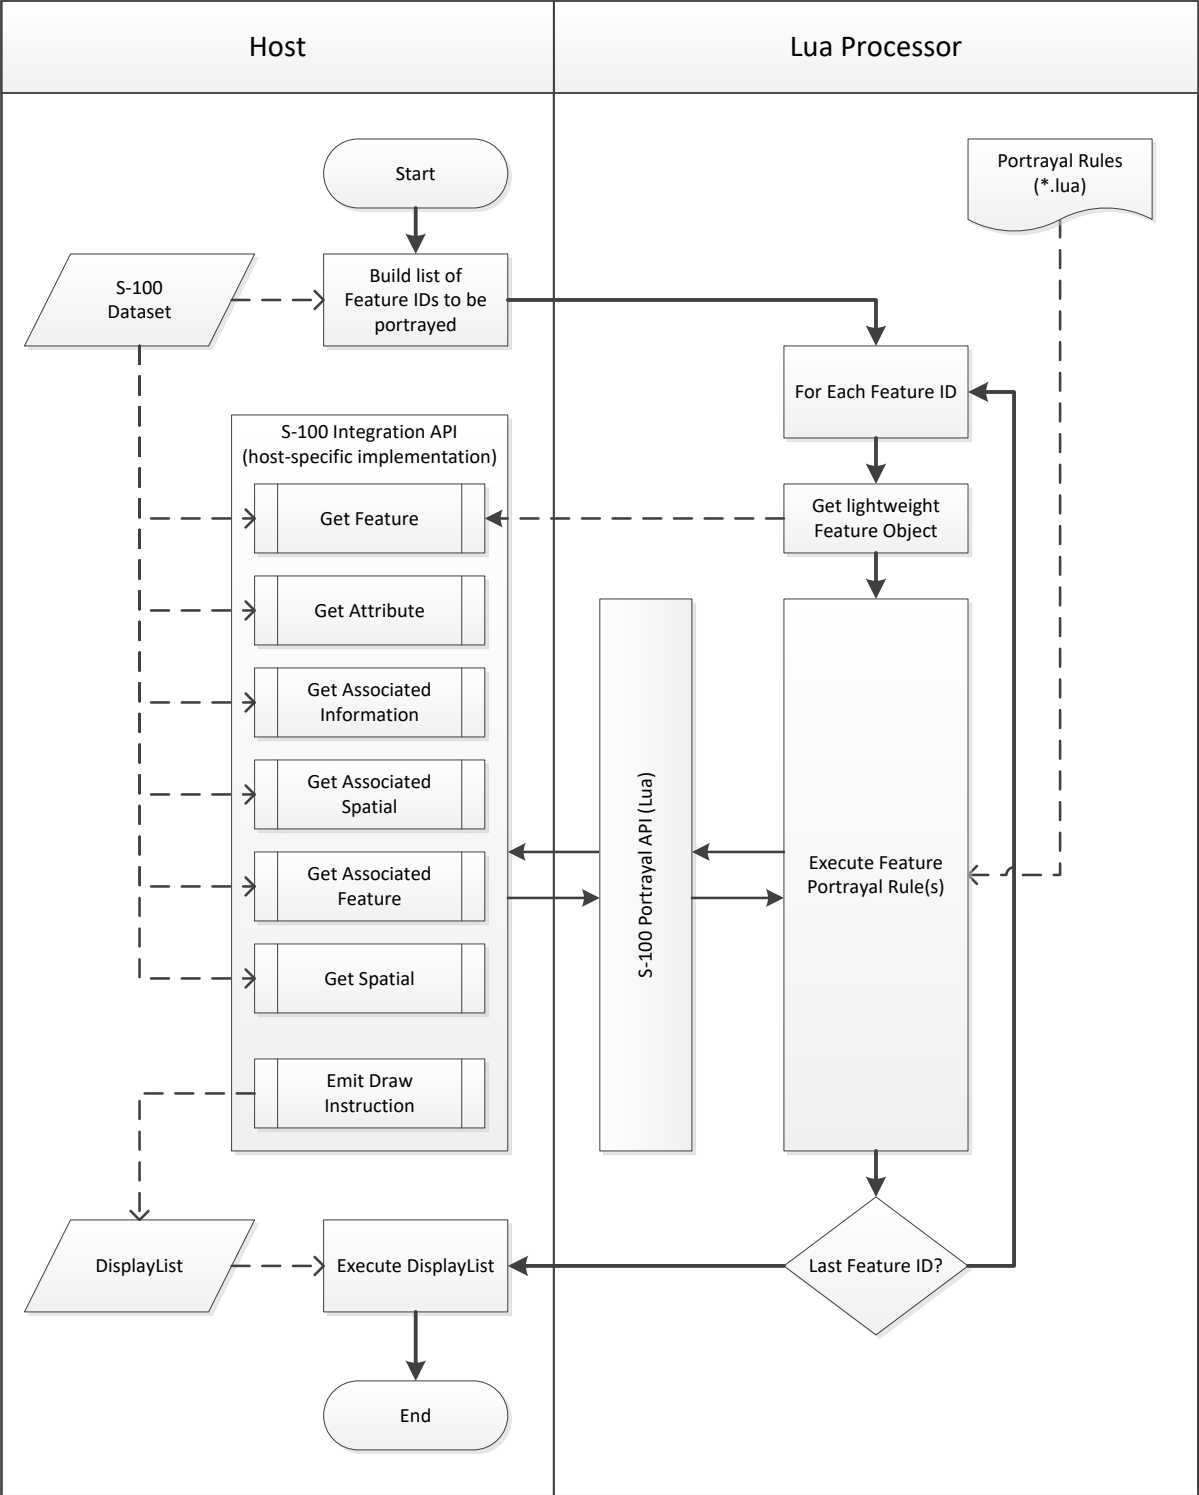 Host
Lua Processor
Start
Portrayal Rules
(*.lua)
S-100
Dataset
Build list of
Feature IDs to be
portrayed
For Each Feature ID
S-100 Integration API
(host-specific implementation)
Get Feature
Get lightweight
Feature Object
Get Attribute
Get Associated
Information
Get Associated
Spatial
Get Associated
Feature
Get Spatial
Emit Draw
Instruction
S-100 Portrayal API (Lua)
Execute Feature
Portrayal Rule(s)
DisplayList
Execute DisplayList
Last Feature ID?
End